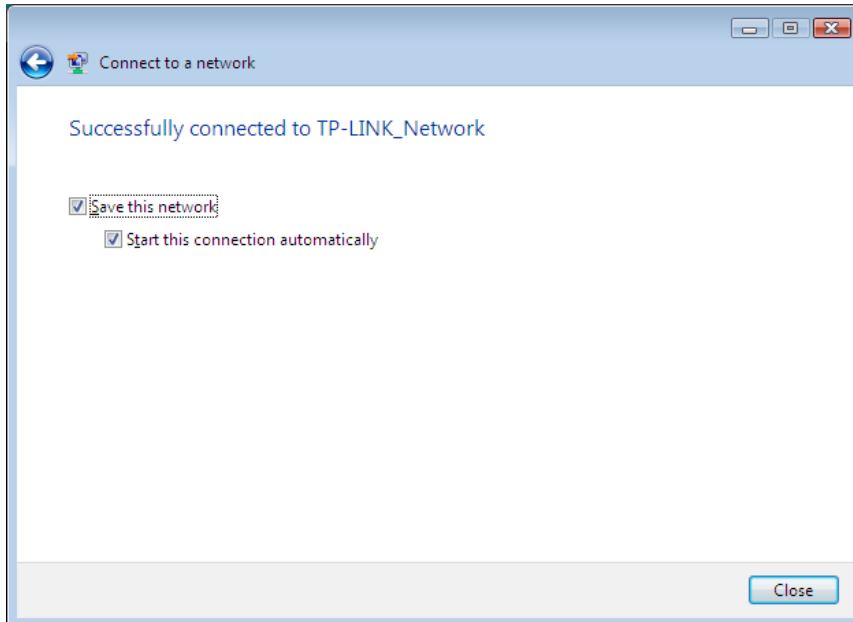 Connect to a network
Successfully connected to TP-LINK_Network
Save this network
Start this connection automatically
Close